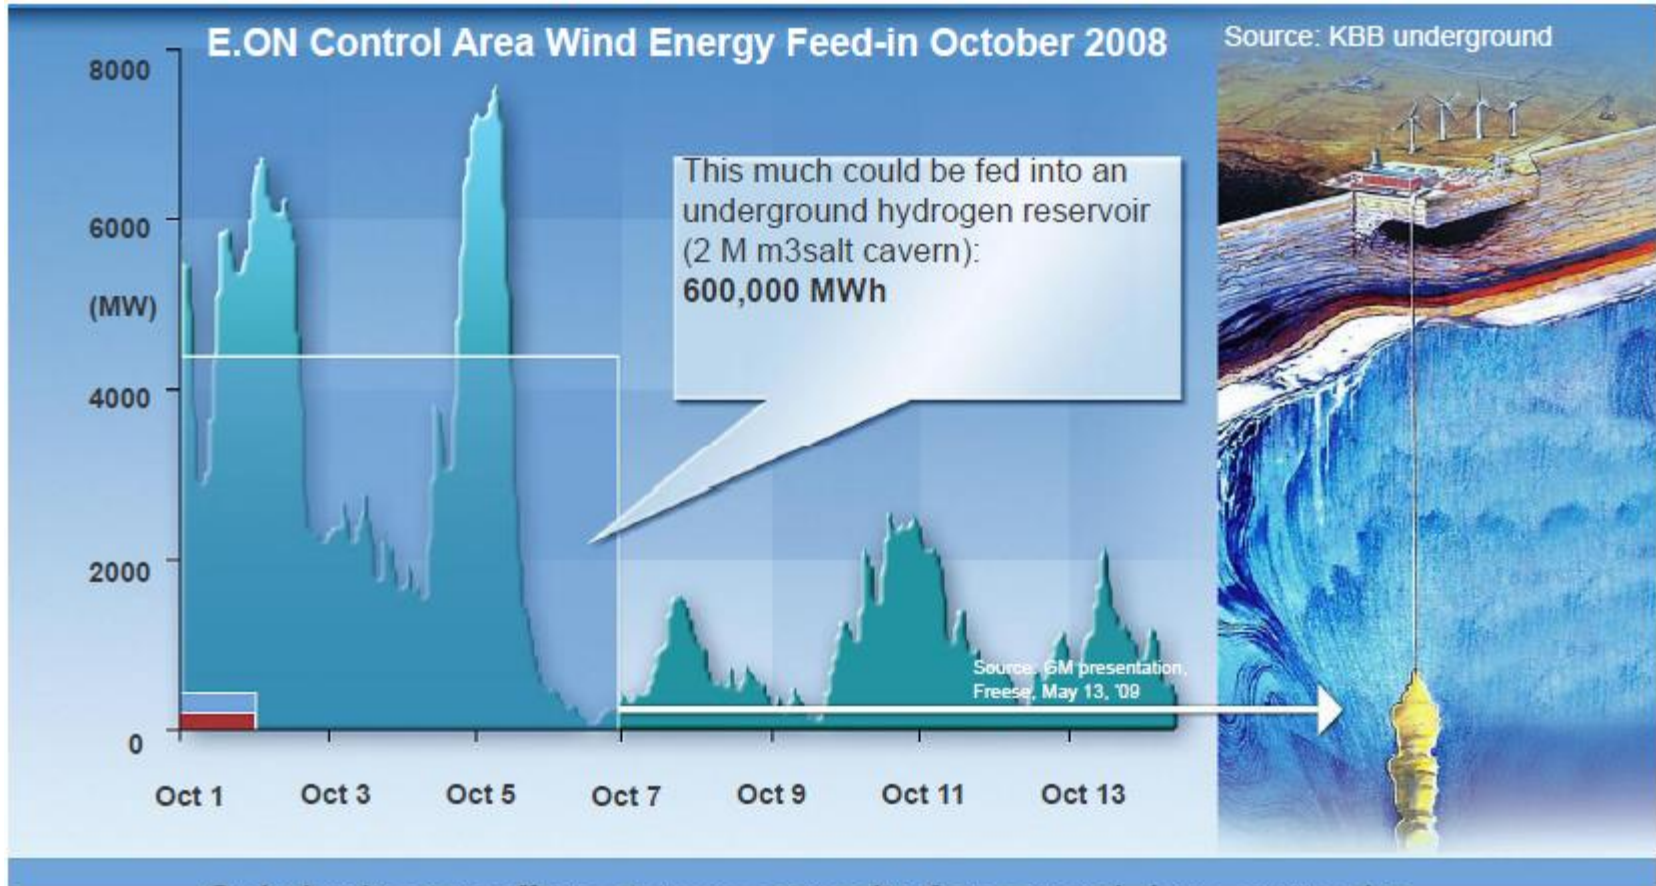 E.ON Control Area Wind Energy Feed-in October 2008
Source: KBB underground
8000
6000
(MW)
4000
2000
0
This much could be fed into an
underground hydrogen reservoir
(2 M m3salt cavern):
600,000 MWh
Source: GM presentation,
Freese, May 13, '09
Oct 1
Oct 3
Oct 5
Oct 7
Oct 9
Oct 11
Oct 13